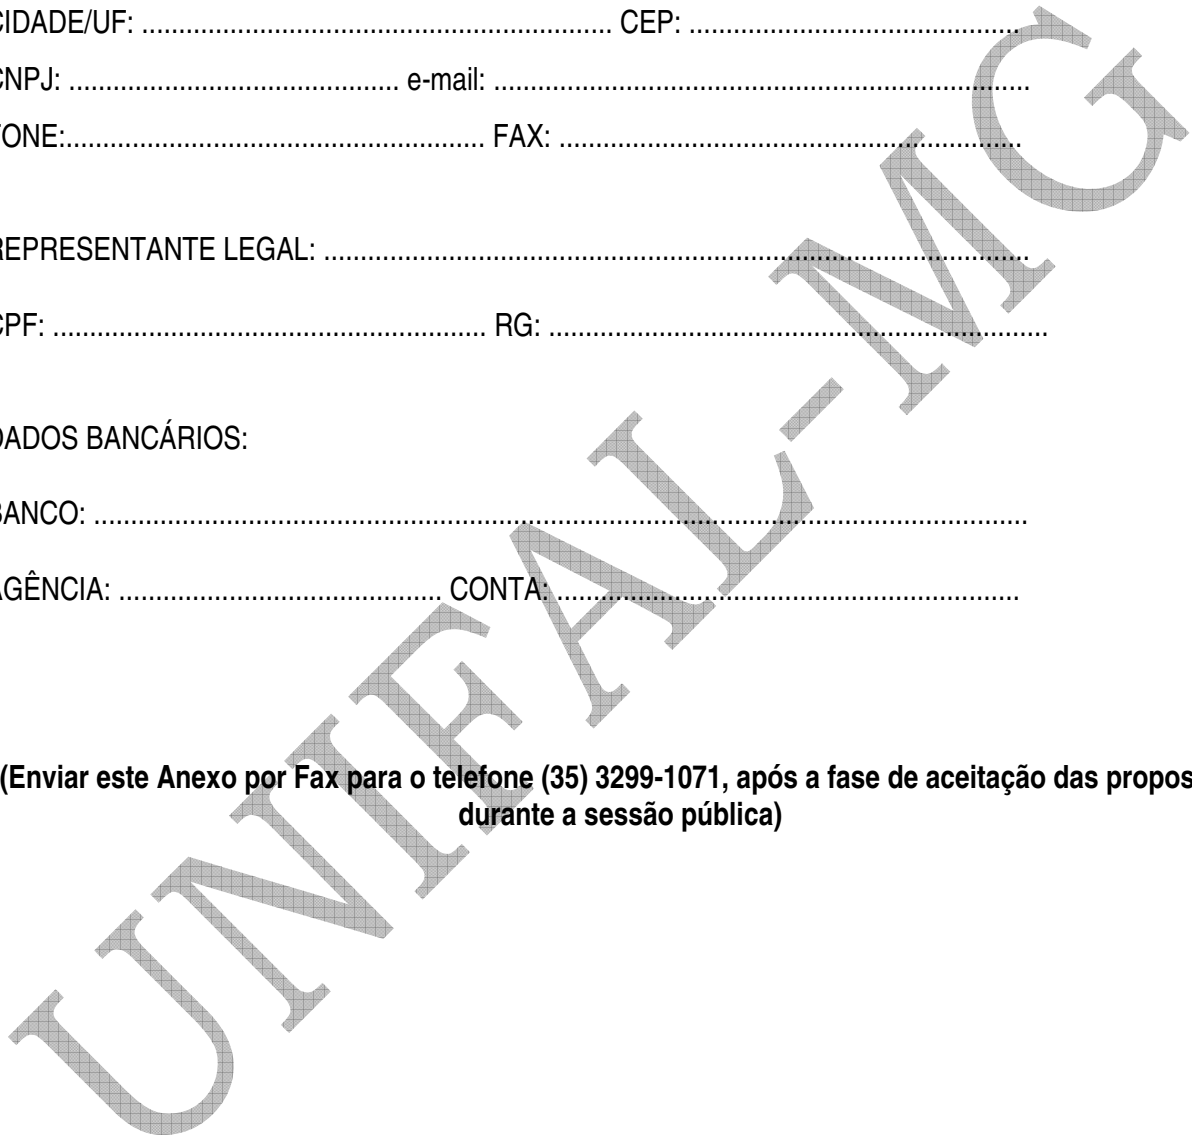 CIDADE/UF: ................................................................ CEP: .............................................
CNPJ: ............................................. e-mail: .........................................................................
FONE:......................................................... FAX: ...............................................................
REPRESENTANTE LEGAL: ................................................................................................
CPF: ........................................................... RG: ....................................................................
DADOS BANCÁRIOS:
BANCO: ...............................................................................................................................
AGÊNCIA: ............................................ CONTA: ...............................................................
(Enviar este Anexo por Fax para o telefone (35) 3299-1071, após a fase de aceitação das propos
durante a sessão pública)
UNIFAL-MG